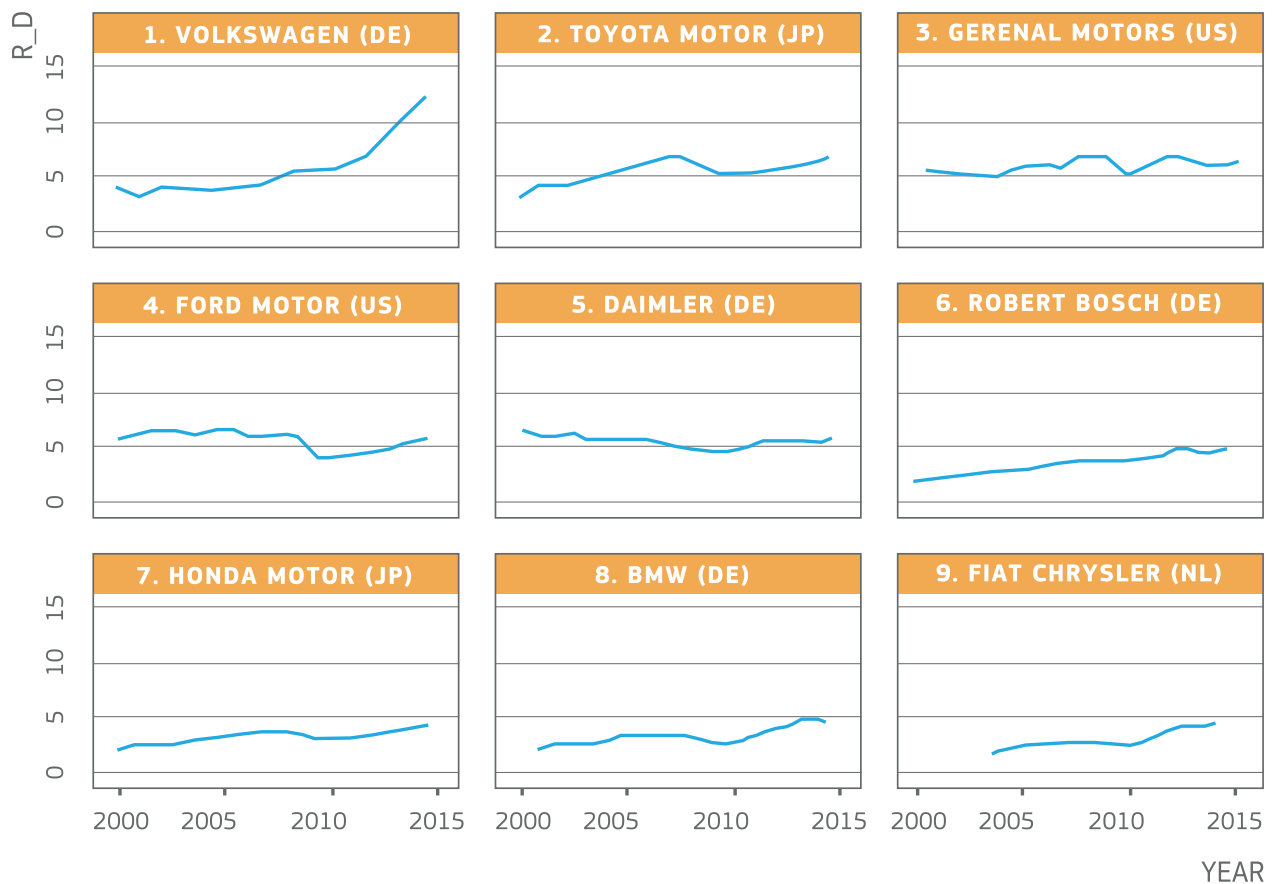 R_D
1. VOLKSWAGEN (DE)
2. TOYOTA MOTOR (JP)
3. GERENAL MOTORS (US)
15
10
5
0
4. FORD MOTOR (US)
5. DAIMLER (DE)
6. ROBERT BOSCH (DE)
15
10
5
0
7. HONDA MOTOR (JP)
8. BMW (DE)
9. FIAT CHRYSLER (NL)
15
10
5
0
2000 2005 2010 2015
2000 2005 2010 2015
2000 2005 2010 2015
YEAR